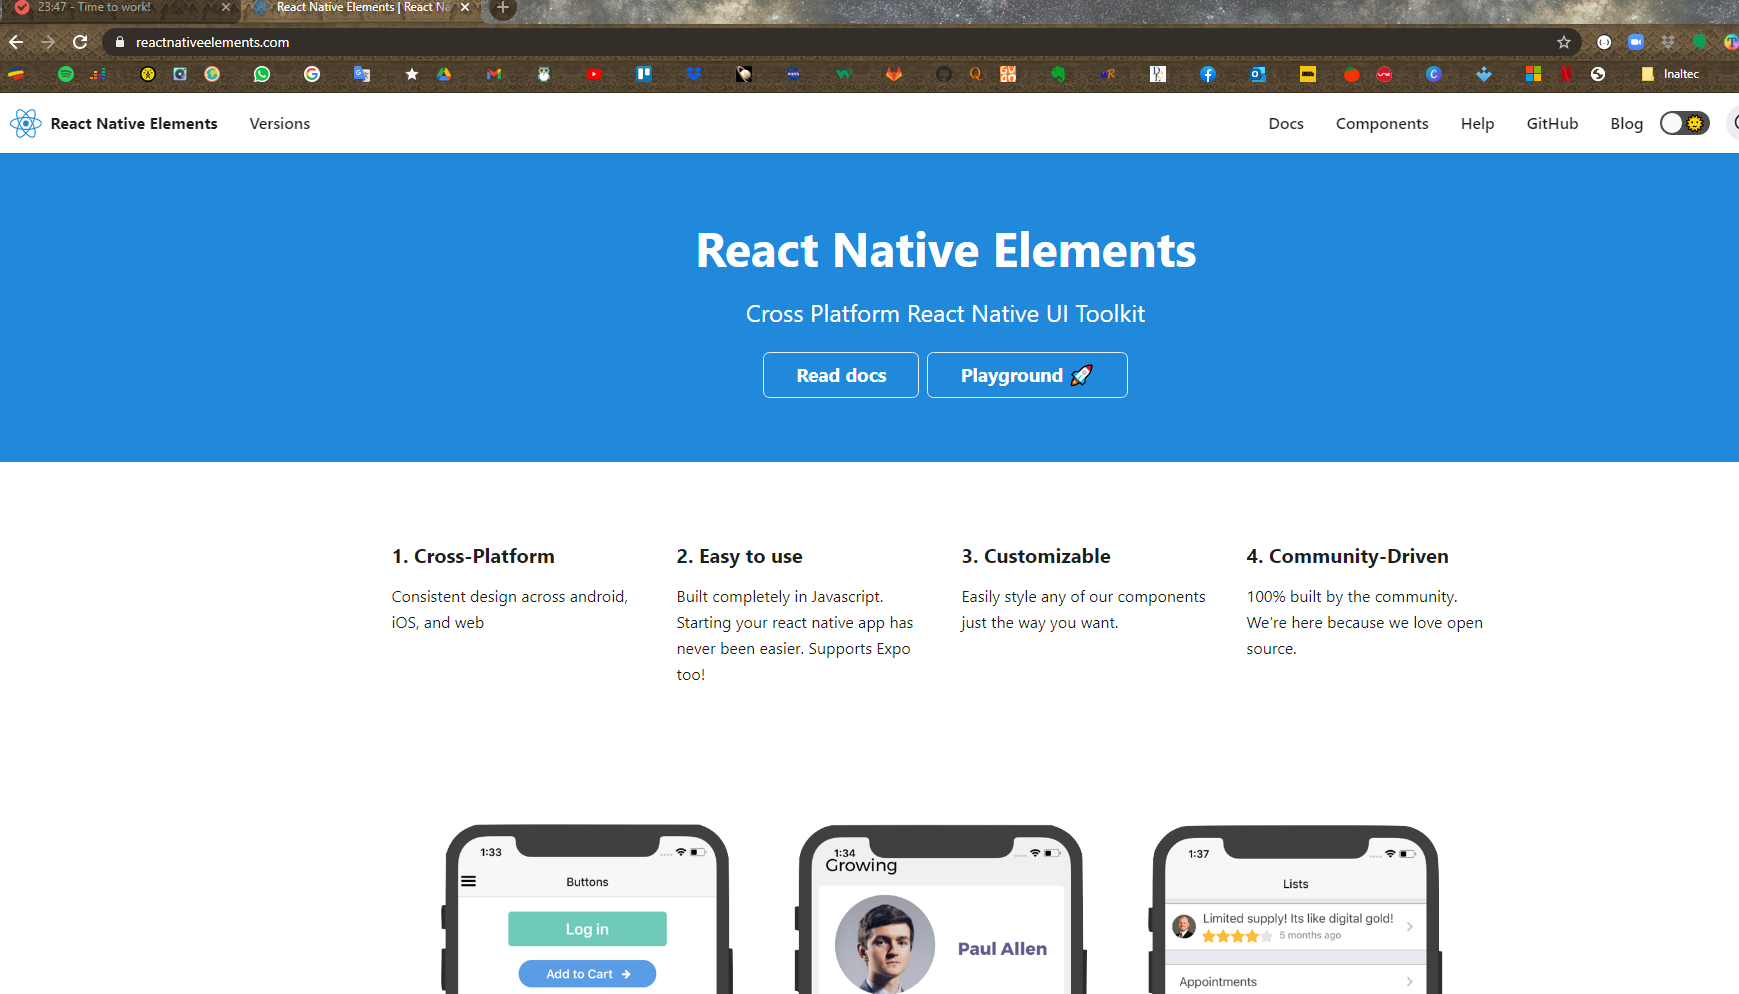 23:47 - Time to work!
React Native Elements | React Na
reactnativeelements.com
Inaltec
React Native Elements
Versions
Docs
Components
Help
GitHub
Blog
React Native Elements
Cross Platform React Native UI Toolkit
Read docs
Playground 🚀
1. Cross-Platform
Consistent design across android,
iOS, and web
2. Easy to use
Built completely in Javascript.
Starting your react native app has
never been easier. Supports Expo
too!
3. Customizable
Easily style any of our components
just the way you want.
4. Community-Driven
100% built by the community.
We're here because we love open
source.
1:33
Buttons
Log in
Add to Cart
1:34
Growing
Paul Allen
1:37
Lists
Limited supply! Its like digital gold!
5 months ago
Appointments